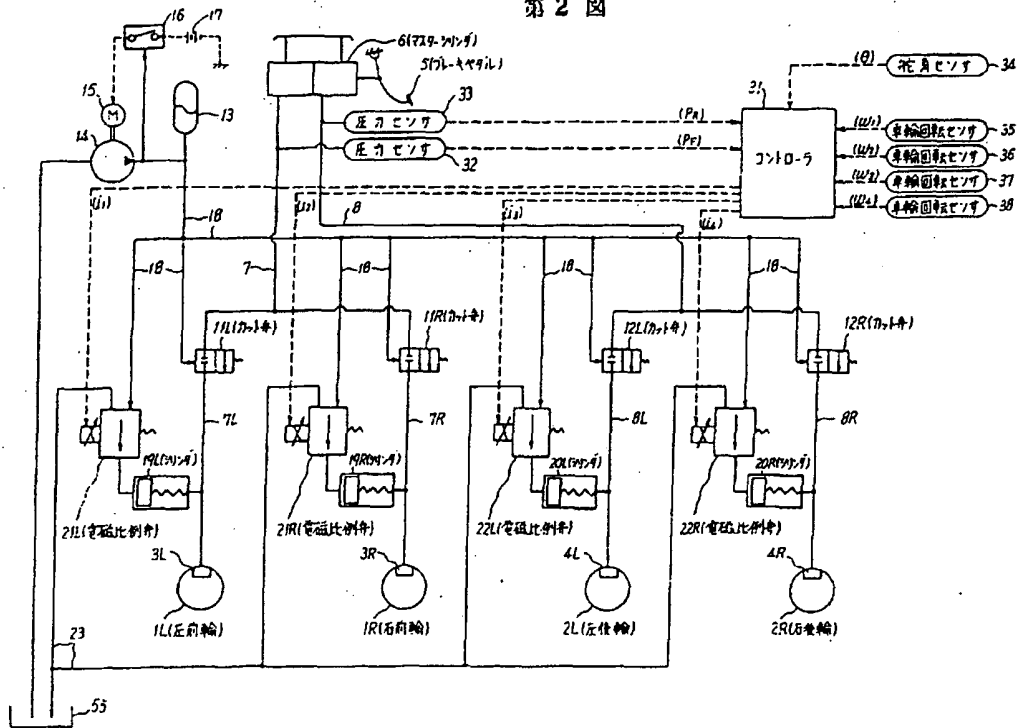 第2図
16
17
6(マスターシリンダ)
5(ブレーキペダル)
15
M
14
13
33
圧力センサ
(PR)
圧力センサ
(PF)
32
31
コントローラ
(θ)
舵角センサ
34
(ω1)
車輪回転センサ
35
(ω2)
車輪回転センサ
36
(ω3)
車輪回転センサ
37
(ω4)
車輪回転センサ
38
(i1)
(i2)
(i3)
(i4)
18
18
8
18
7
18
18
18
11L(カット弁)
11R(カット弁)
12L(カット弁)
12R(カット弁)
7L
7R
8L
8R
19L(シリンダ)
19R(シリンダ)
20L(シリンダ)
20R(シリンダ)
21L(電磁比例弁)
21R(電磁比例弁)
22L(電磁比例弁)
22R(電磁比例弁)
3L
3R
4L
4R
1L(左前輪)
1R(右前輪)
2L(左後輪)
2R(右後輪)
23
55